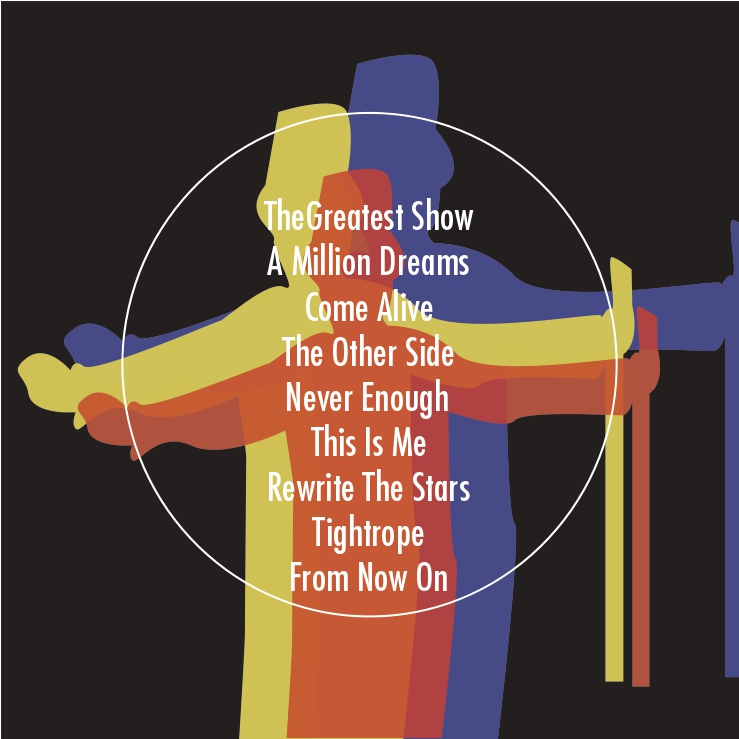 TheGreatest Show
A Million Dreams
Come Alive
The Other Side
Never Enough
This Is Me
Rewrite The Stars
Tightrope
From Now On